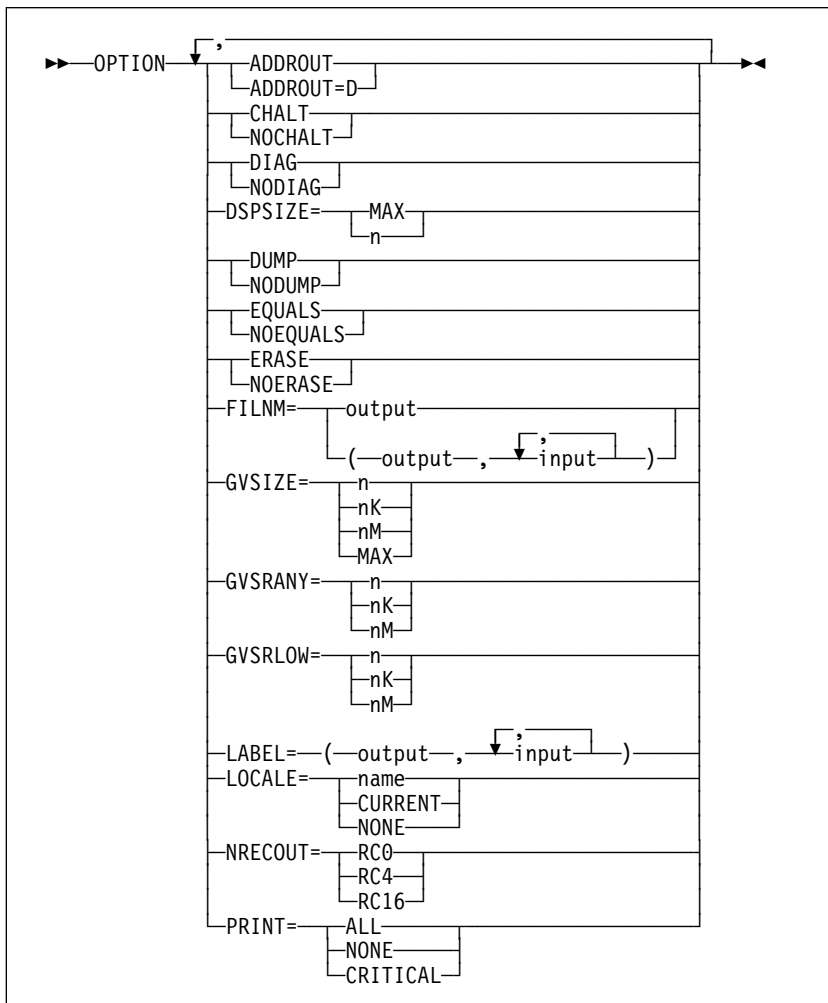 ,
OPTION ADDROUT
ADDROUT=D
CHALT
NOCHALT
DIAG
NODIAG
DSPSIZE= MAX
n
DUMP
NODUMP
EQUALS
NOEQUALS
ERASE
NOERASE
FILNM= output
,
( output , input )
GVSIZE= n
nK
nM
MAX
GVSRANY= n
nK
nM
GVSRLOW= n
nK
nM
,
LABEL= ( output , input )
LOCALE= name
CURRENT
NONE
NRECOUT= RC0
RC4
RC16
PRINT= ALL
NONE
CRITICAL